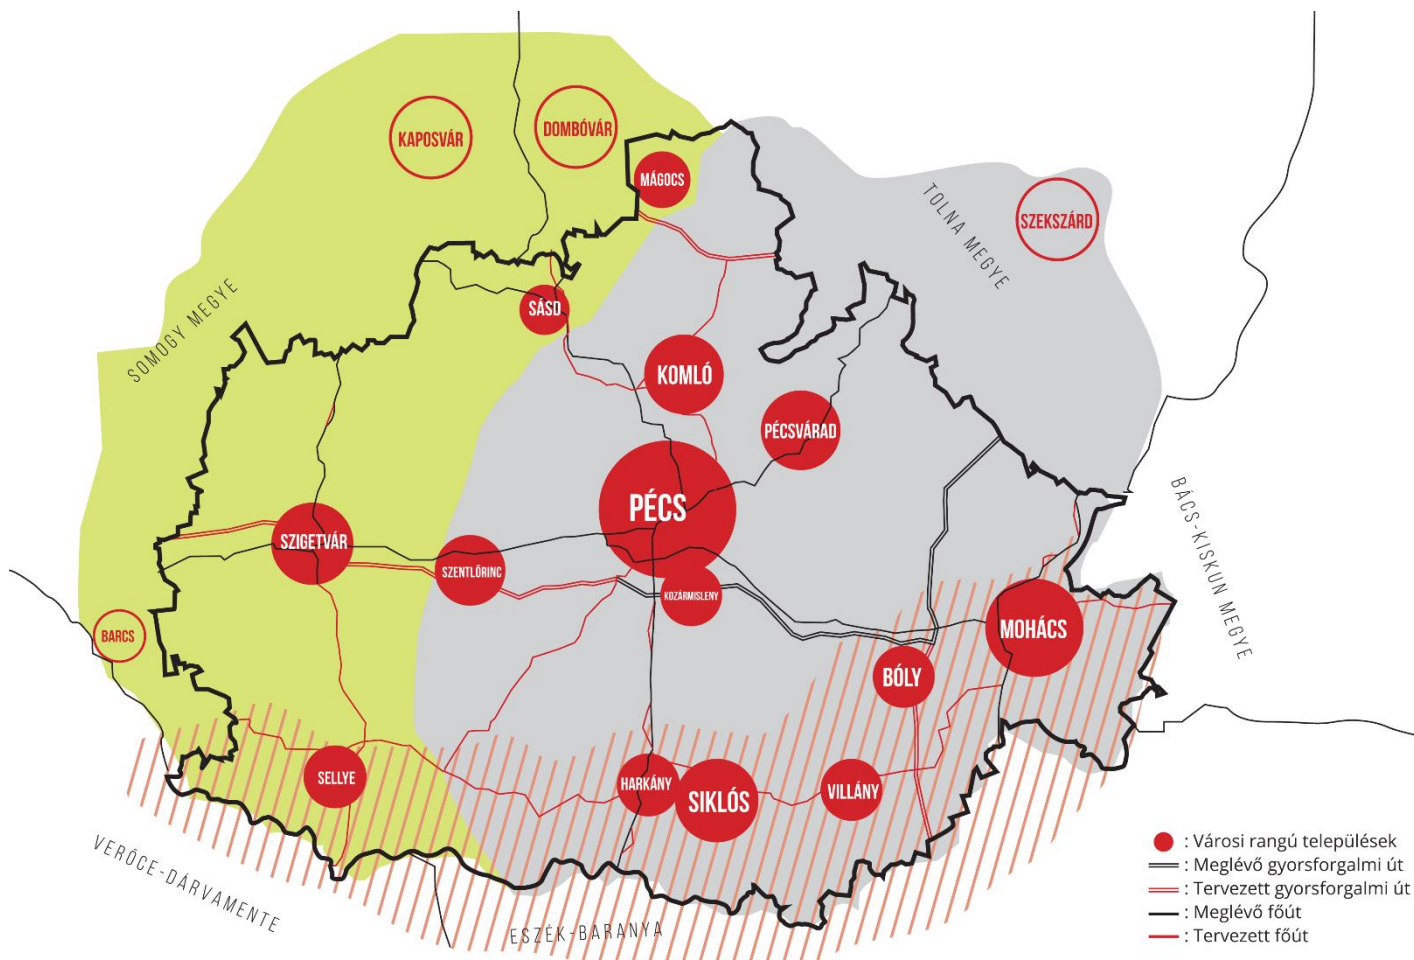 KAPOSVÁR
DOMBÓVÁR
MÁGOCS
TOLNA MEGYE
SZEKSZÁRD
SOMOGY MEGYE
SÁSD
KOMLÓ
PÉCSVÁRAD
PÉCS
BÁCS-KISKUN MEGYE
SZIGETVÁR
SZENTLŐRINC
KOZÁRMISLENY
BARCS
MOHÁCS
BÓLY
SELLYE
HARKÁNY
SIKLÓS
VILLÁNY
VERŐCE-DÁRVAMENTE
ESZÉK-BARANYA
: Városi rangú települések
: Meglévő gyorsforgalmi út
: Tervezett gyorsforgalmi út
: Meglévő főút
: Tervezett főút